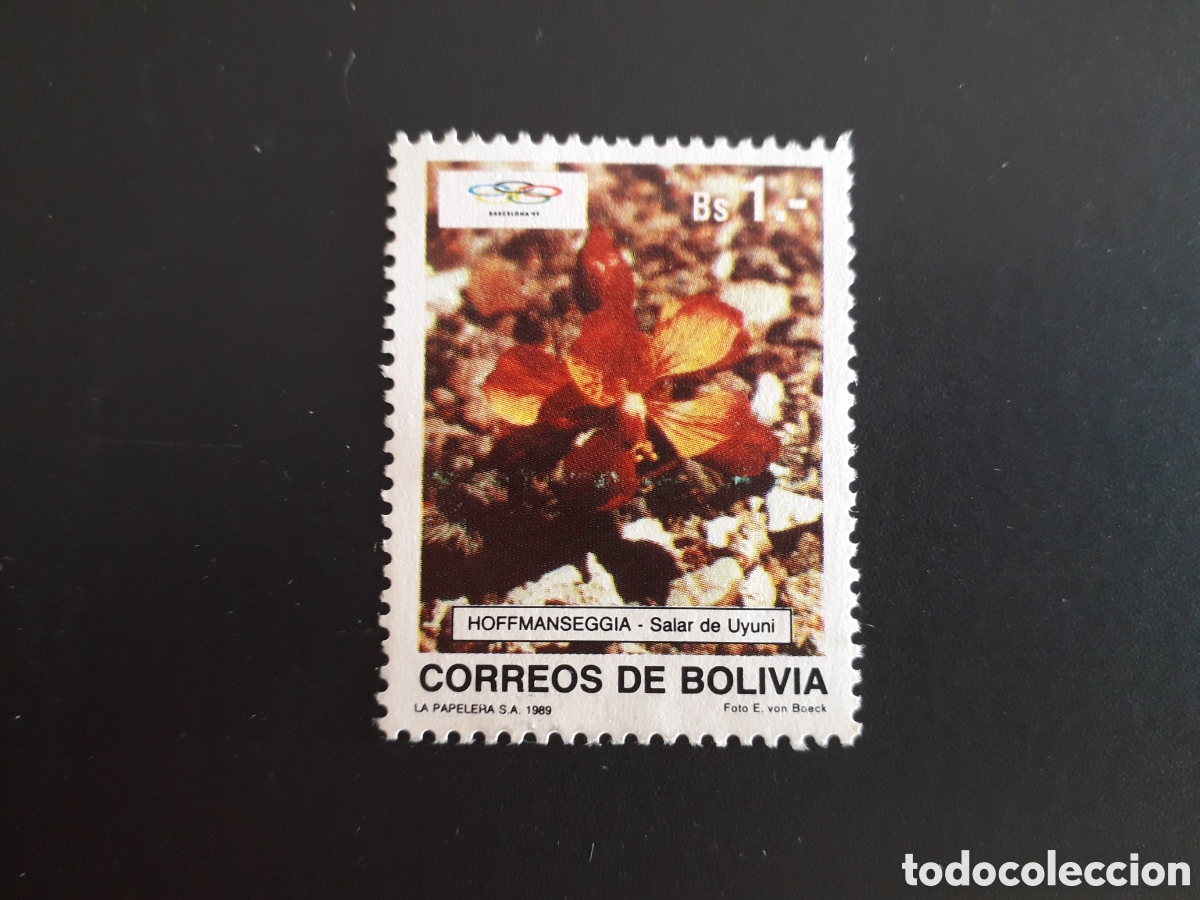 BARCELONA '92
Bs 1.-
HOFFMANSEGGIA - Salar de Uyuni
CORREOS DE BOLIVIA
LA PAPELERA S.A. 1989
Foto E. von Boeck
todocoleccion